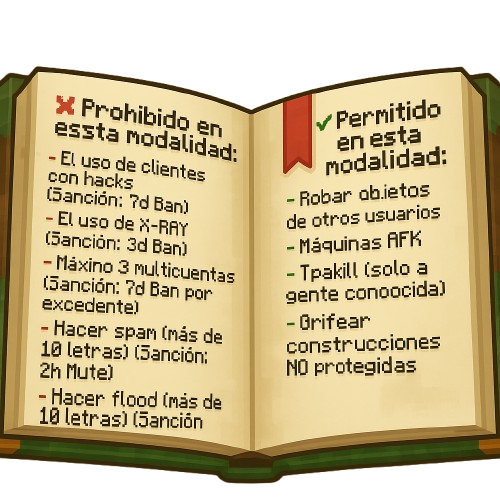 Prohibido en
essta modalidad:
- El uso de clientes
con hacks
(Sanción: 7d Ban)
- El uso de X-RAY
(Sanción: 3d Ban)
- Máxino 3 multicuentas
(Sanción: 7d Ban por
excedente)
- Hacer spam (más de
10 letras) (Sanción;
2h Mute)
- Hacer flood (más de
10 letras) (Sanción
Permitido
en esta
modalidad:
- Robar ob.ietos
de otros usuarios
- Máquinas AFK
- Tpakill (solo a
gente conoocida)
- Grifear
construcciones
NO protegidas